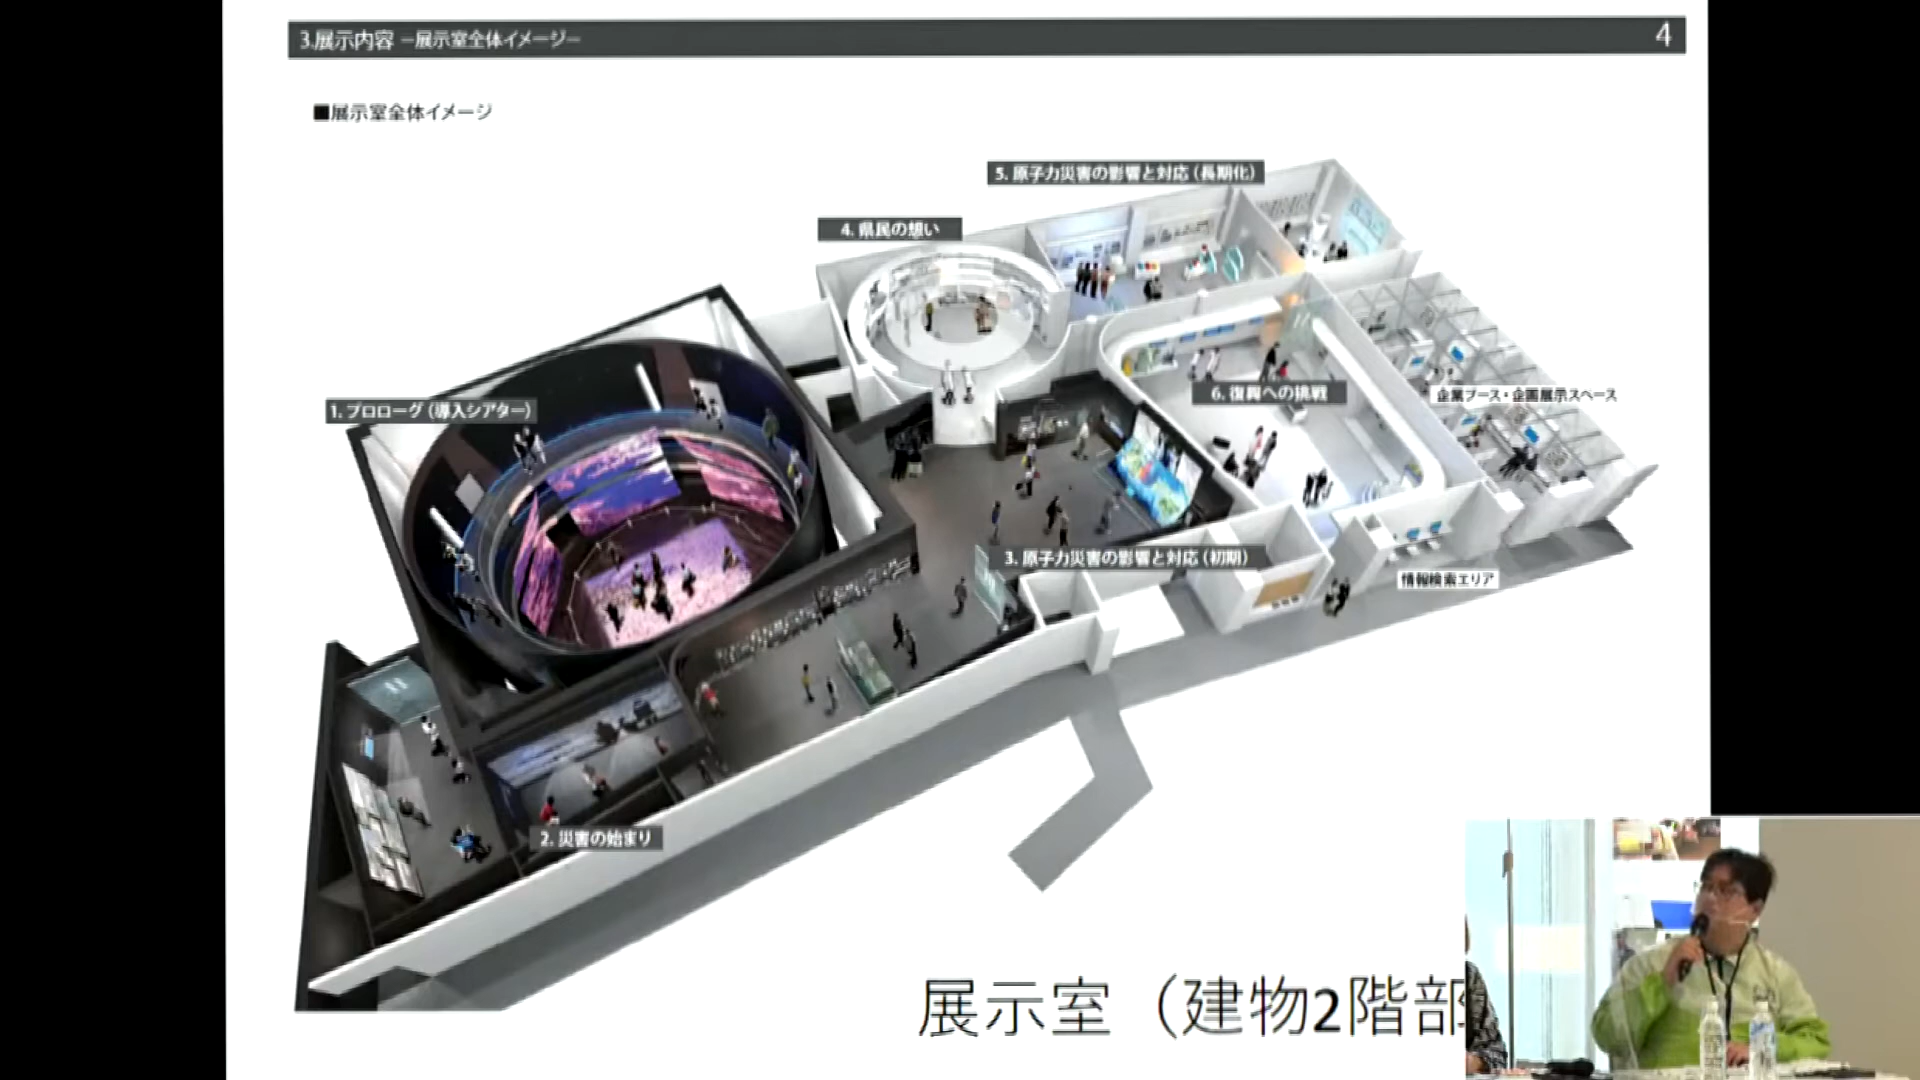 3.展示内容 －展示室全体イメージ－
4
■展示室全体イメージ
5. 原子力災害の影響と対応（長期化）
4. 県民の想い
1. プロローグ（導入シアター）
6. 復興への挑戦
企業ブース・企画展示スペース
3. 原子力災害の影響と対応（初期）
情報検索エリア
2. 災害の始まり
展示室（建物2階部